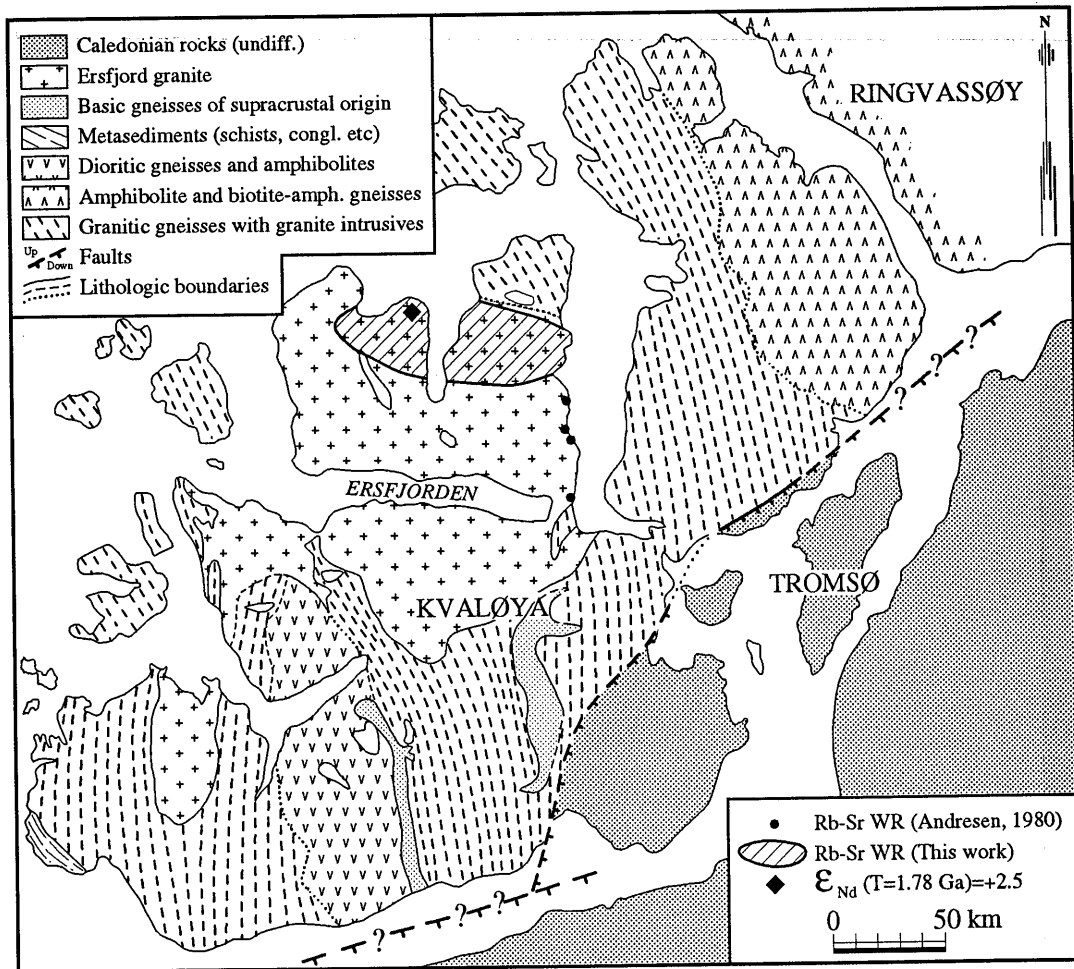 Caledonian rocks (undiff.)
Ersfjord granite
Basic gneisses of supracrustal origin
Metasediments (schists, congl. etc)
Dioritic gneisses and amphibolites
Amphibolite and biotite-amph. gneisses
Granitic gneisses with granite intrusives
Up Down Faults
Lithologic boundaries
N
RINGVASSØY
? ? ?
ERSFJORDEN
KVALØYA
TROMSØ
? ? ?
Rb-Sr WR (Andresen, 1980)
Rb-Sr WR (This work)
εNd (T=1.78 Ga)=+2.5
0 50 km